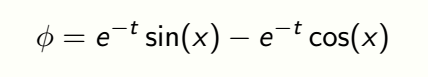 ϕ = e^{-t} sin(x) − e^{-t} cos(x)